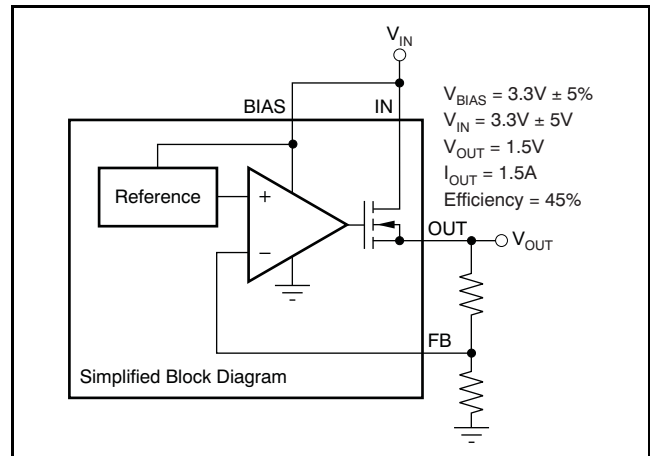 V_IN
BIAS
IN
V_BIAS = 3.3V ± 5%
V_IN = 3.3V ± 5V
V_OUT = 1.5V
I_OUT = 1.5A
Efficiency = 45%
Reference
+
−
OUT
V_OUT
FB
Simplified Block Diagram